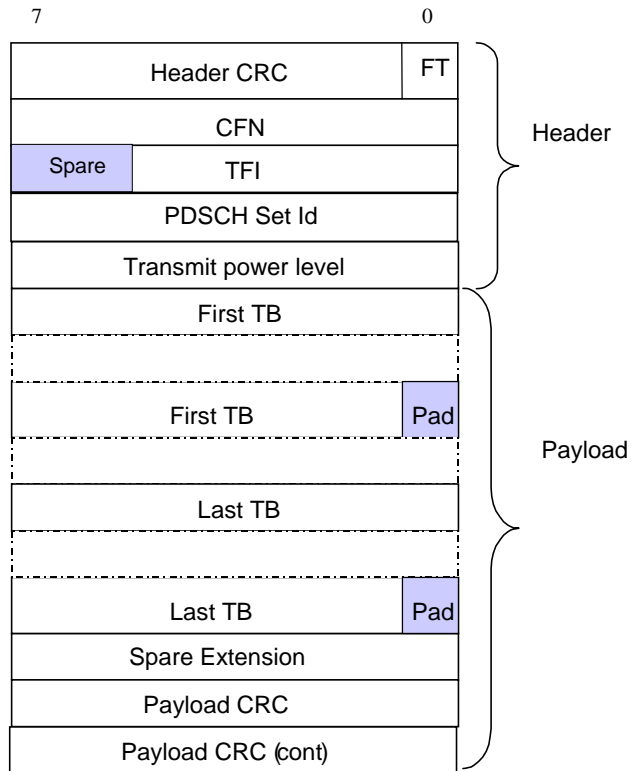 7 0
Header CRC FT
CFN
Header
Spare TFI
PDSCH Set Id
Transmit power level
First TB
First TB Pad
Payload
Last TB
Last TB Pad
Spare Extension
Payload CRC
Payload CRC (cont)